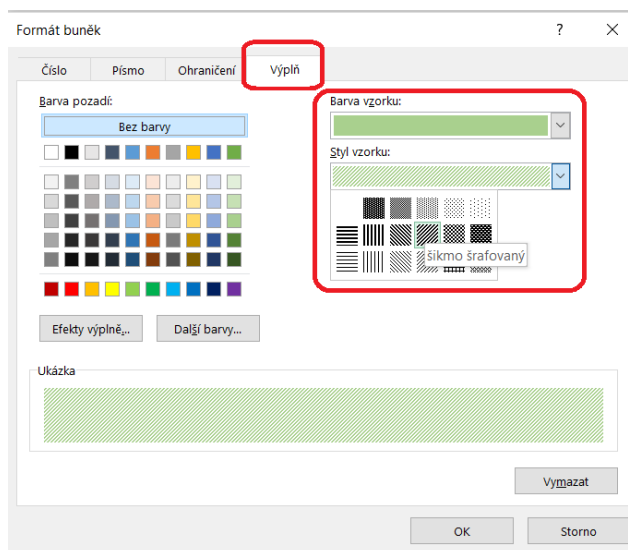 Formát buněk ? ×
Číslo Písmo Ohraničení Výplň
Barva pozadí:
Bez barvy
Barva vzorku:
Styl vzorku:
šikmo šrafovaný
Efekty výplně... Další barvy...
Ukázka
Vymazat
OK Storno